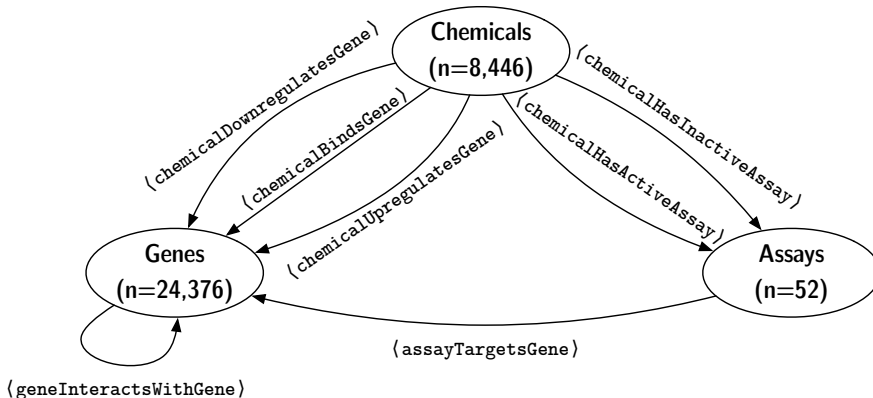 Chemicals
(n=8,446)
⟨chemicalDownregulatesGene⟩
⟨chemicalBindsGene⟩
⟨chemicalUpregulatesGene⟩
⟨chemicalHasActiveAssay⟩
⟨chemicalHasInactiveAssay⟩
Genes
(n=24,376)
Assays
(n=52)
⟨assayTargetsGene⟩
⟨geneInteractsWithGene⟩